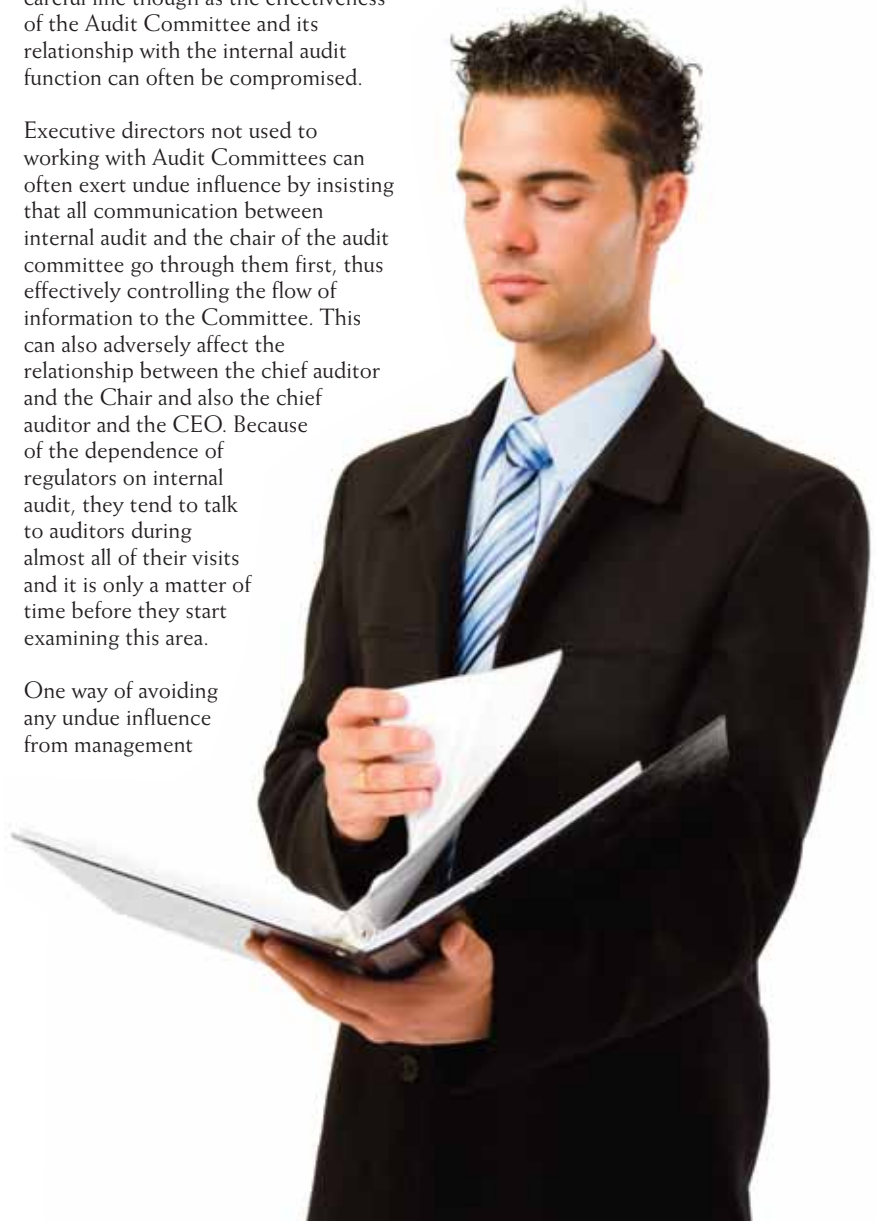 careful line though as the effectiveness
of the Audit Committee and its
relationship with the internal audit
function can often be compromised.
Executive directors not used to
working with Audit Committees can
often exert undue influence by insisting
that all communication between
internal audit and the chair of the audit
committee go through them first, thus
effectively controlling the flow of
information to the Committee. This
can also adversely affect the
relationship between the chief auditor
and the Chair and also the chief
auditor and the CEO. Because
of the dependence of
regulators on internal
audit, they tend to talk
to auditors during
almost all of their visits
and it is only a matter of
time before they start
examining this area.
One way of avoiding
any undue influence
from management